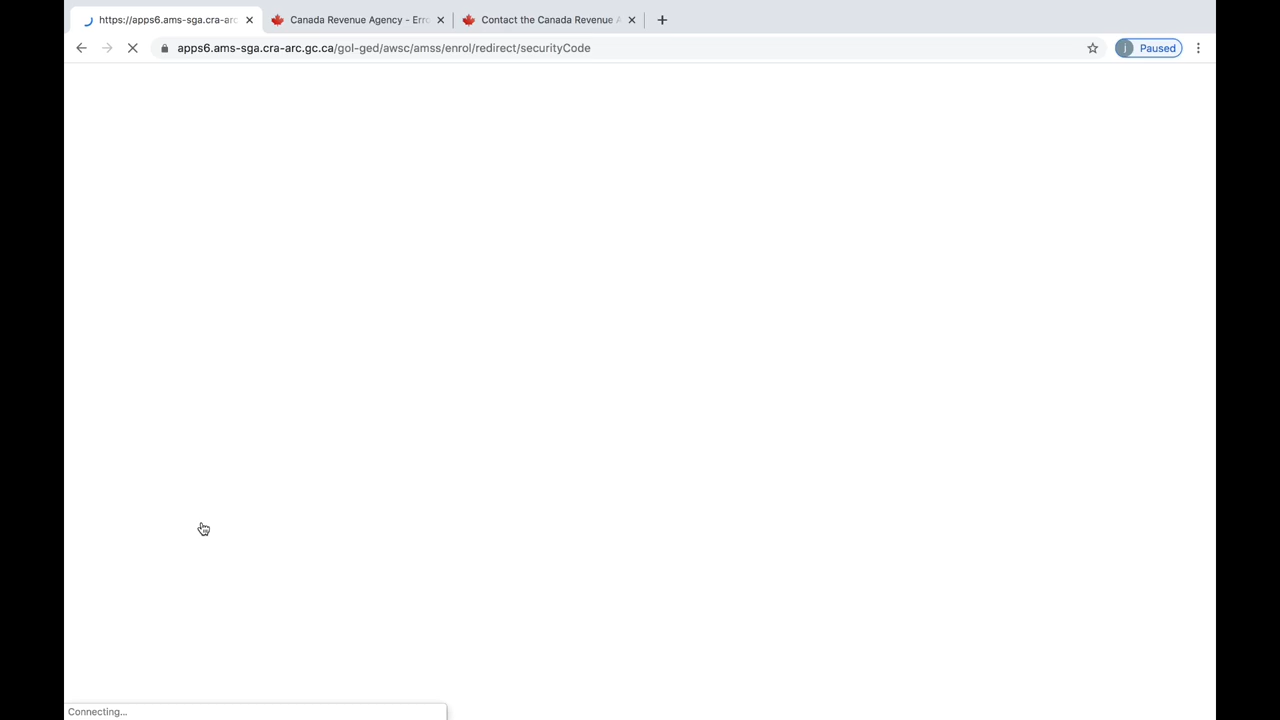 https://apps6.ams-sga.cra-arc
Canada Revenue Agency - Erro
Contact the Canada Revenue A
apps6.ams-sga.cra-arc.gc.ca/gol-ged/awsc/amss/enrol/redirect/securityCode
i
Paused
Connecting...